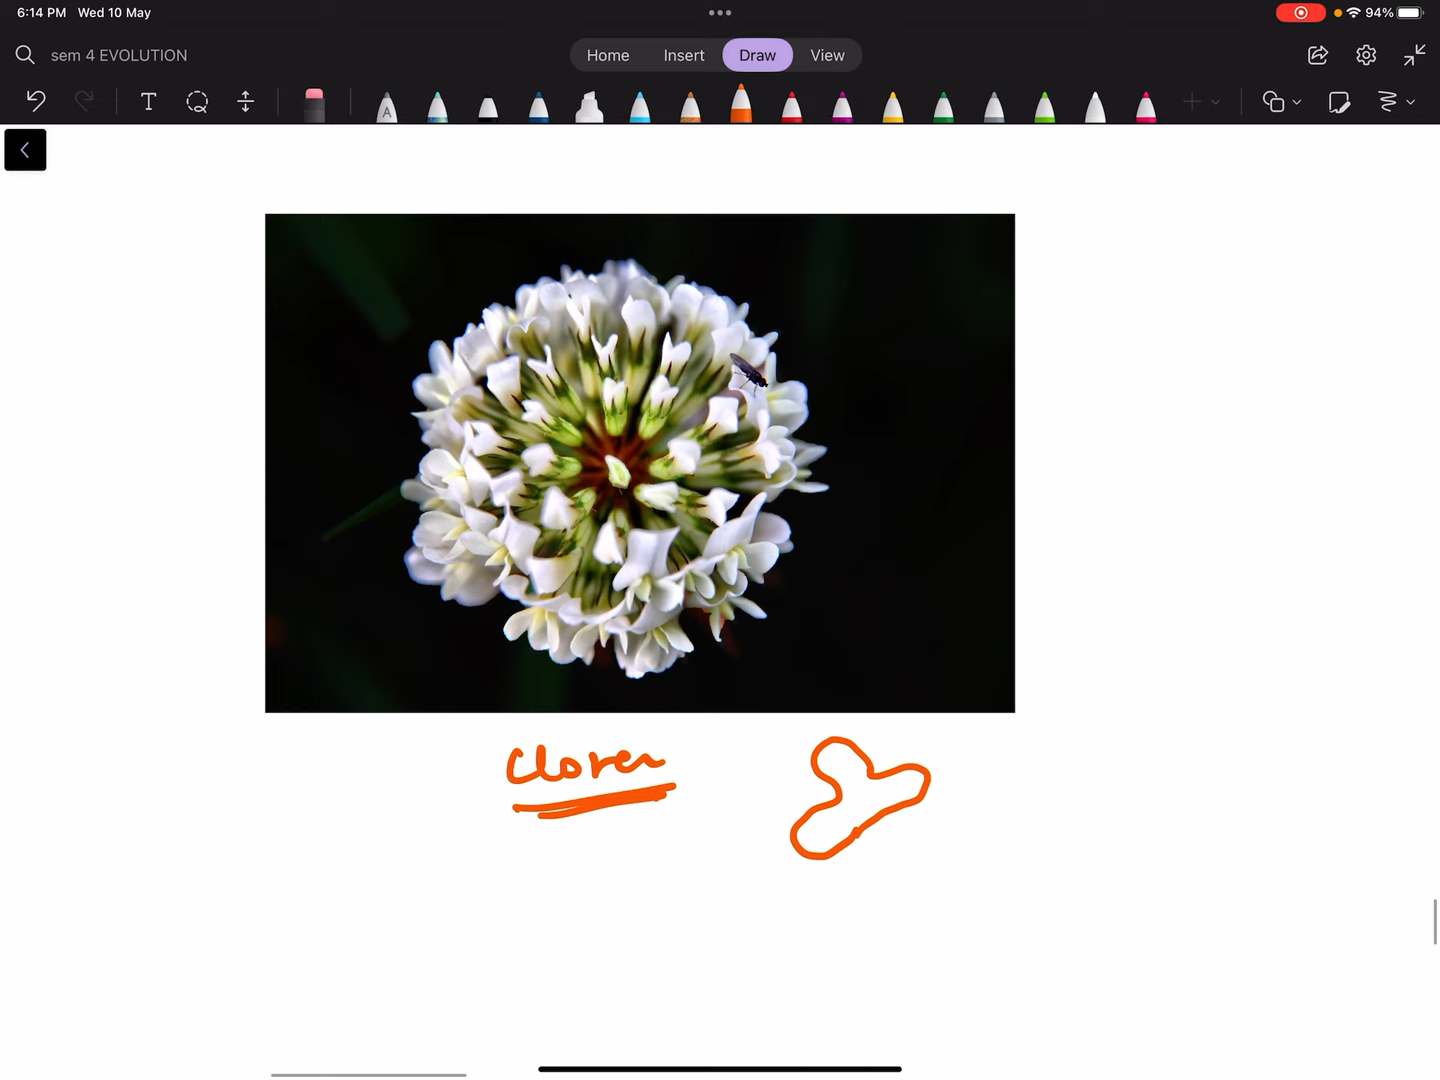 6:14 PM Wed 10 May
94%
sem 4 EVOLUTION
Home Insert Draw View
T
A
Clover